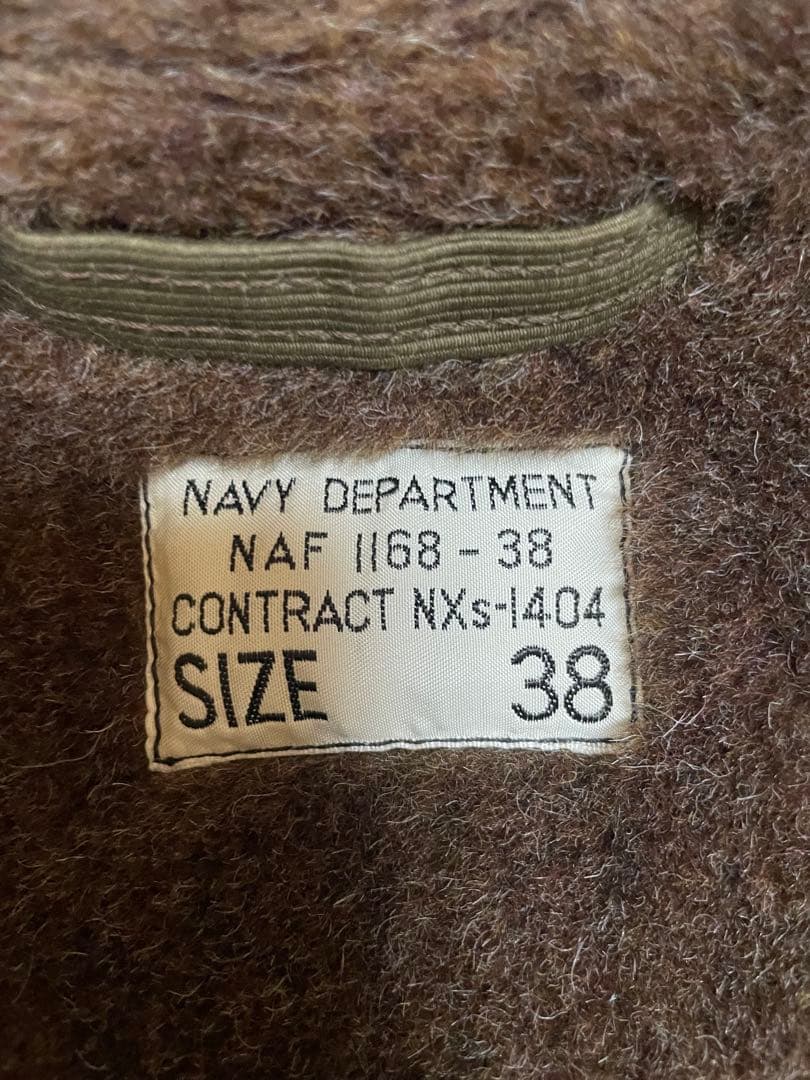 NAVY DEPARTMENT
NAF 1168 - 38
CONTRACT NXs-1404
SIZE 38